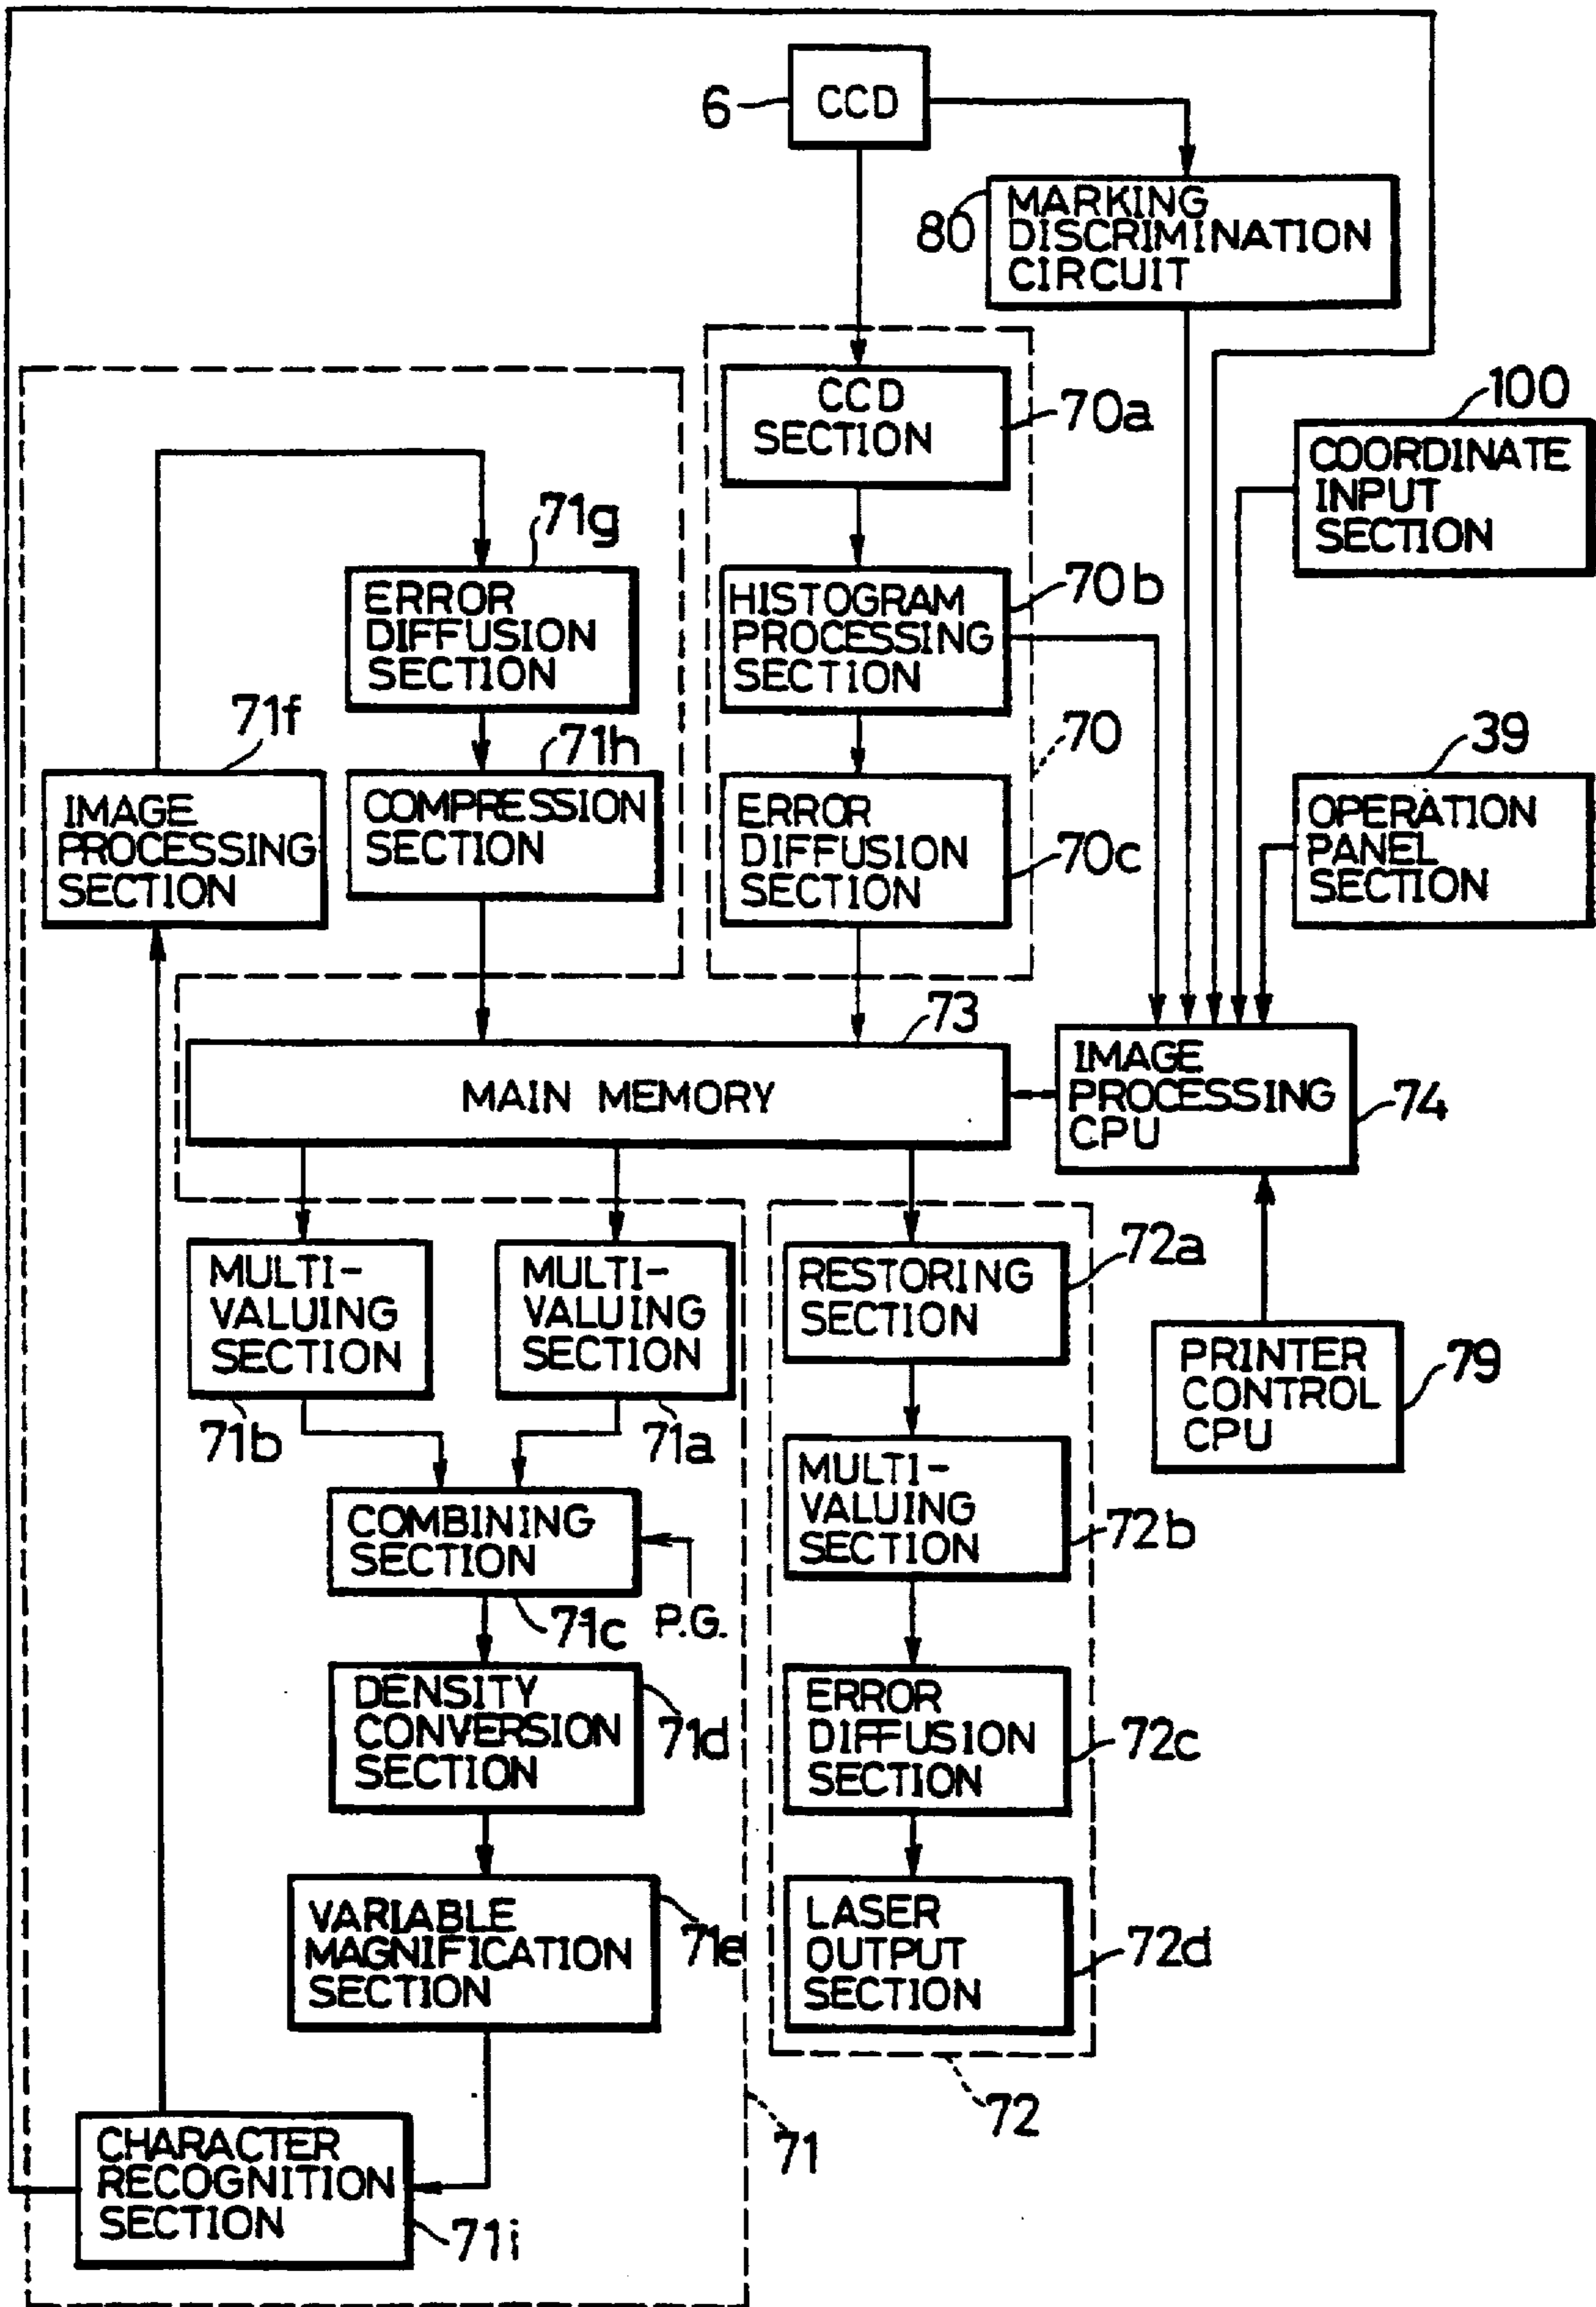 6
CCD
80
MARKING
DISCRIMINATION
CIRCUIT
CCD
SECTION
70a
100
COORDINATE
INPUT
SECTION
71g
ERROR
DIFFUSION
SECTION
HISTOGRAM
PROCESSING
SECTION
70b
71f
IMAGE
PROCESSING
SECTION
71h
COMPRESSION
SECTION
70
ERROR
DIFFUSION
SECTION
70c
39
OPERATION
PANEL
SECTION
73
MAIN MEMORY
IMAGE
PROCESSING
CPU
74
MULTI-
VALUING
SECTION
71b
MULTI-
VALUING
SECTION
71a
RESTORING
SECTION
72a
PRINTER
CONTROL
CPU
79
COMBINING
SECTION
71c
P.G.
MULTI-
VALUING
SECTION
72b
DENSITY
CONVERSION
SECTION
71d
ERROR
DIFFUSION
SECTION
72c
VARIABLE
MAGNIFICATION
SECTION
71e
LASER
OUTPUT
SECTION
72d
72
71
CHARACTER
RECOGNITION
SECTION
71i